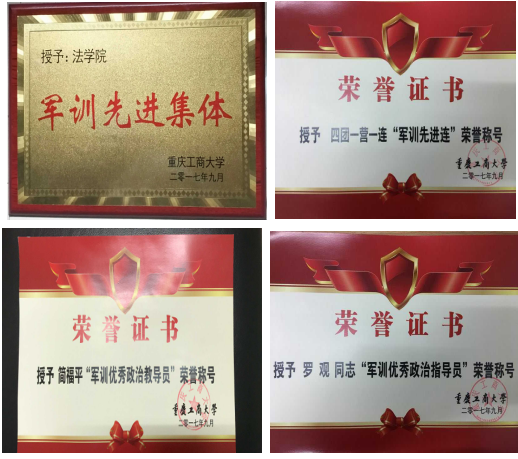 授予：法学院
军训先进集体
重庆工商大学
二零一七年九月
荣誉证书
授予 四团一营一连“军训先进连”荣誉称号
重庆工商大学
二零一七年九月
荣誉证书
授予 简福平“军训优秀政治教导员”荣誉称号
重庆工商大学
二零一七年九月
荣誉证书
授予 罗 观 同志“军训优秀政治指导员”荣誉称号
重庆工商大学
二零一七年九月